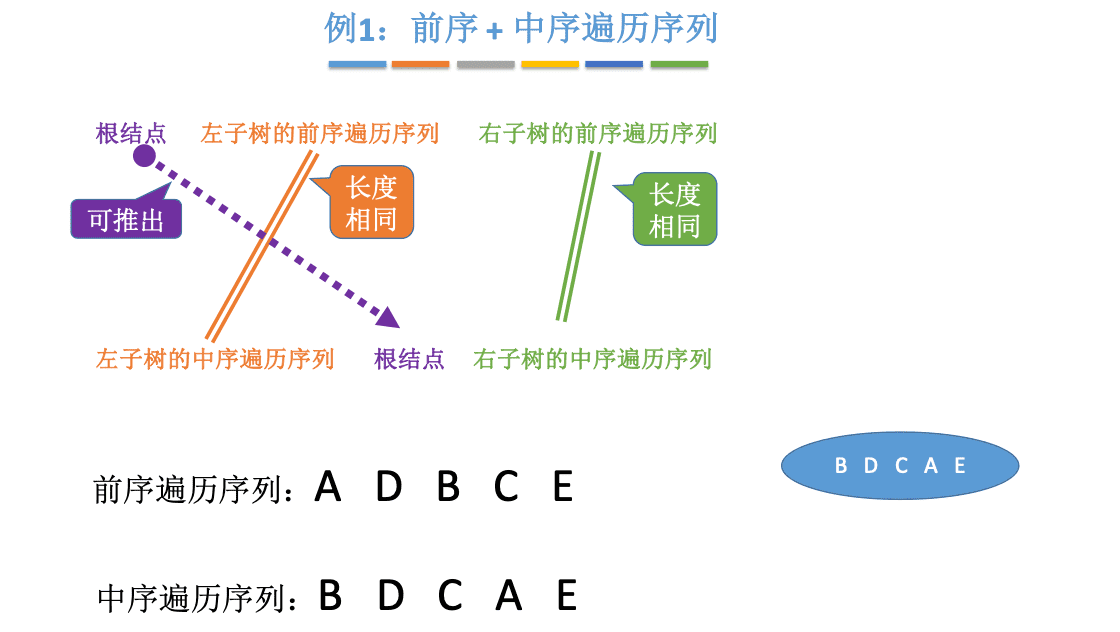 例1：前序 + 中序遍历序列
根结点 左子树的前序遍历序列 右子树的前序遍历序列
可推出
长度
相同
长度
相同
左子树的中序遍历序列 根结点 右子树的中序遍历序列
B D C A E
前序遍历序列：A D B C E
中序遍历序列：B D C A E